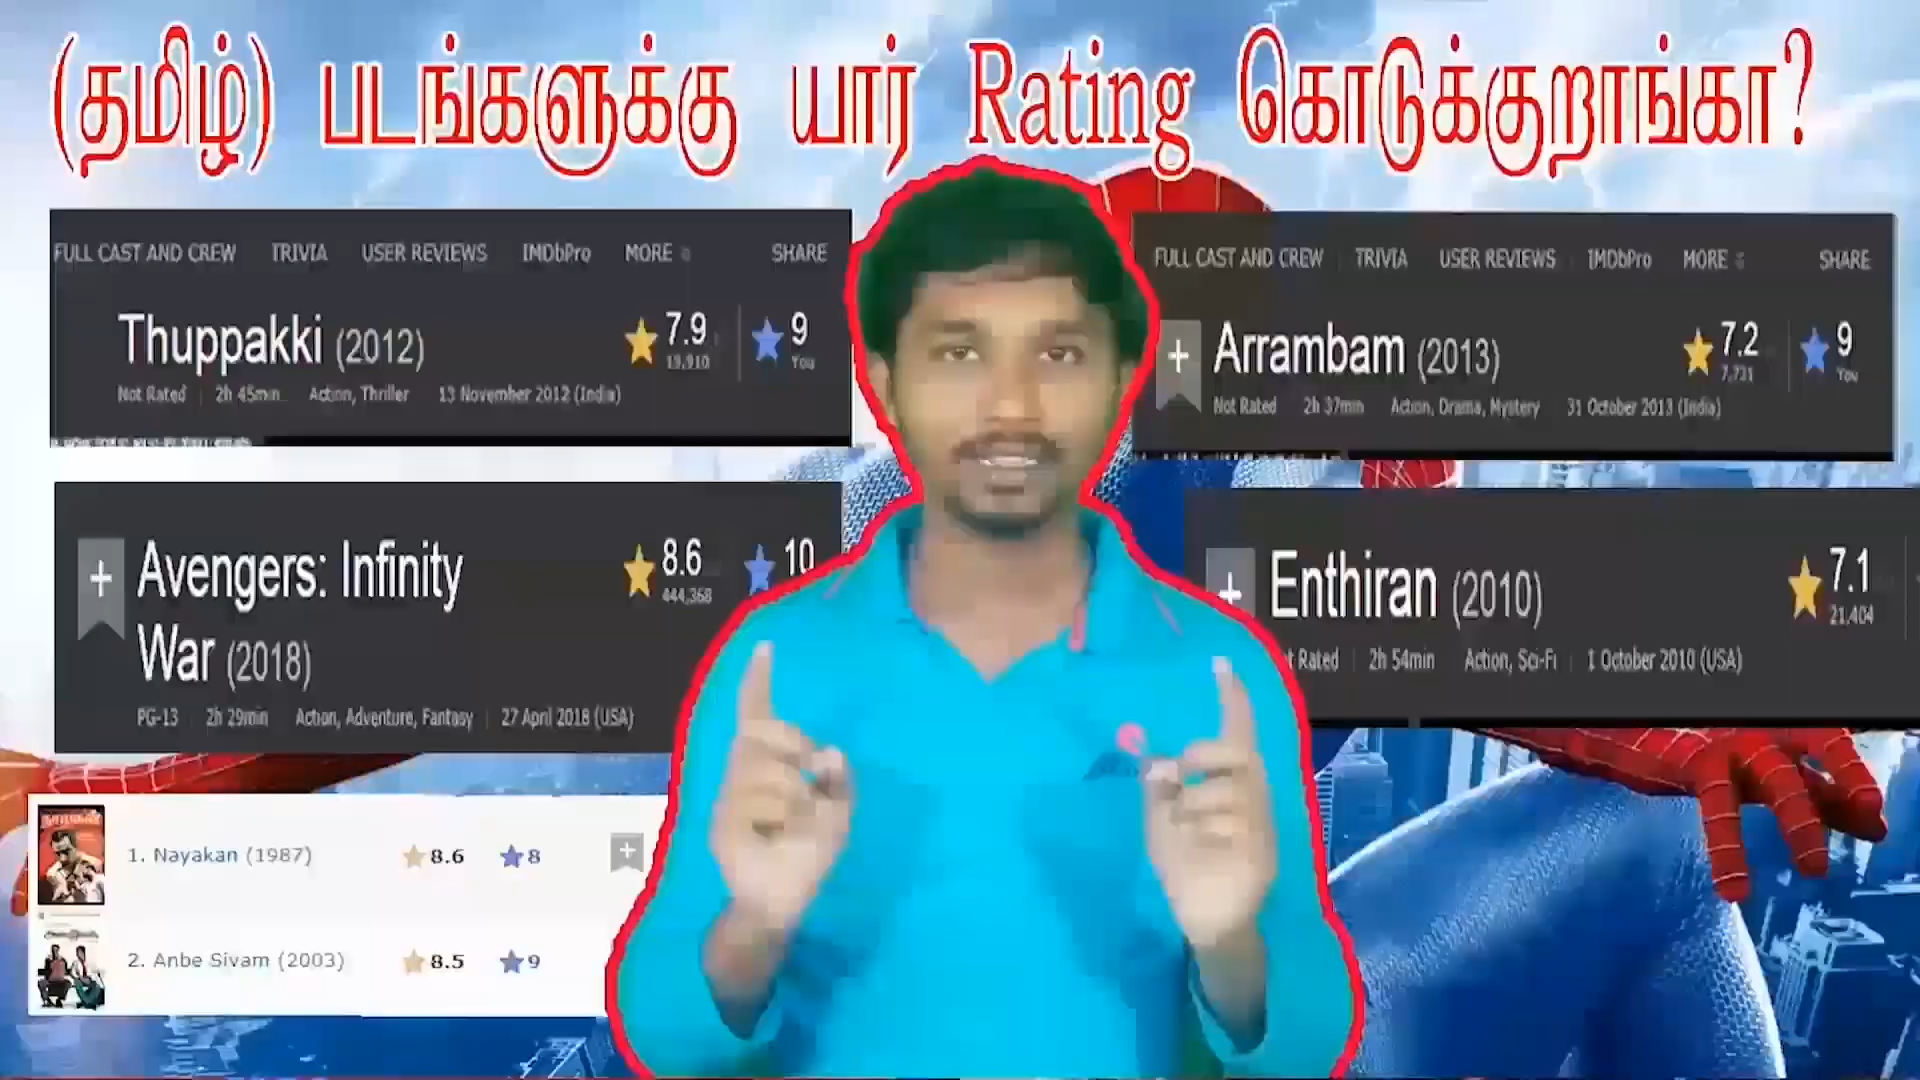 (தமிழ்) படங்களுக்கு யார் Rating கொடுக்குறாங்கா?
FULL CAST AND CREW TRIVIA USER REVIEWS IMDbPro MORE SHARE
Thuppakki (2012) 7.9 9
19,910 You
Not Rated 2h 45min Action, Thriller 13 November 2012 (India)
FULL CAST AND CREW TRIVIA USER REVIEWS IMDbPro MORE SHARE
+ Arrambam (2013) 7.2 9
7,731 You
Not Rated 2h 37min Action, Drama, Mystery 31 October 2013 (India)
+ Avengers: Infinity 8.6 10
444,368
War (2018)
PG-13 2h 29min Action, Adventure, Fantasy 27 April 2018 (USA)
+ Enthiran (2010) 7.1
21,404
Rated 2h 54min Action, Sci-Fi 1 October 2010 (USA)
நாயகன்
1. Nayakan (1987) 8.6 8 +
2. Anbe Sivam (2003) 8.5 9